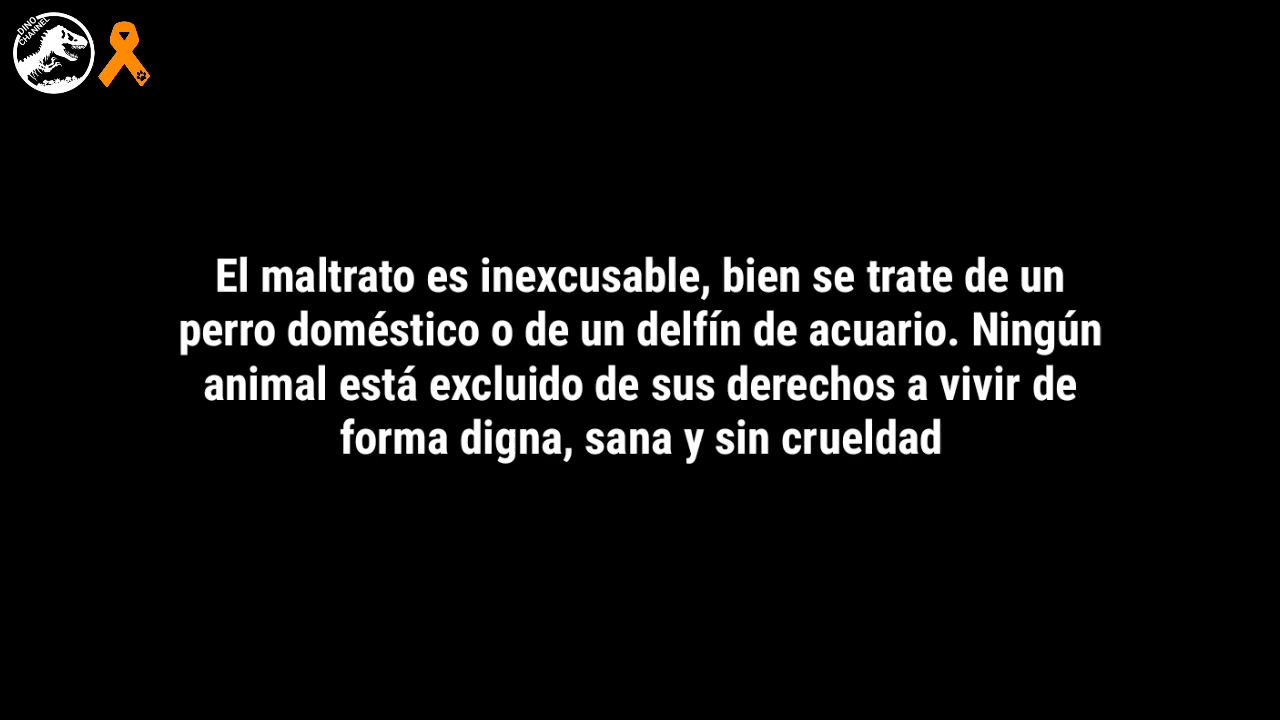 DINO
CHANNEL
El maltrato es inexcusable, bien se trate de un
perro doméstico o de un delfín de acuario. Ningún
animal está excluido de sus derechos a vivir de
forma digna, sana y sin crueldad